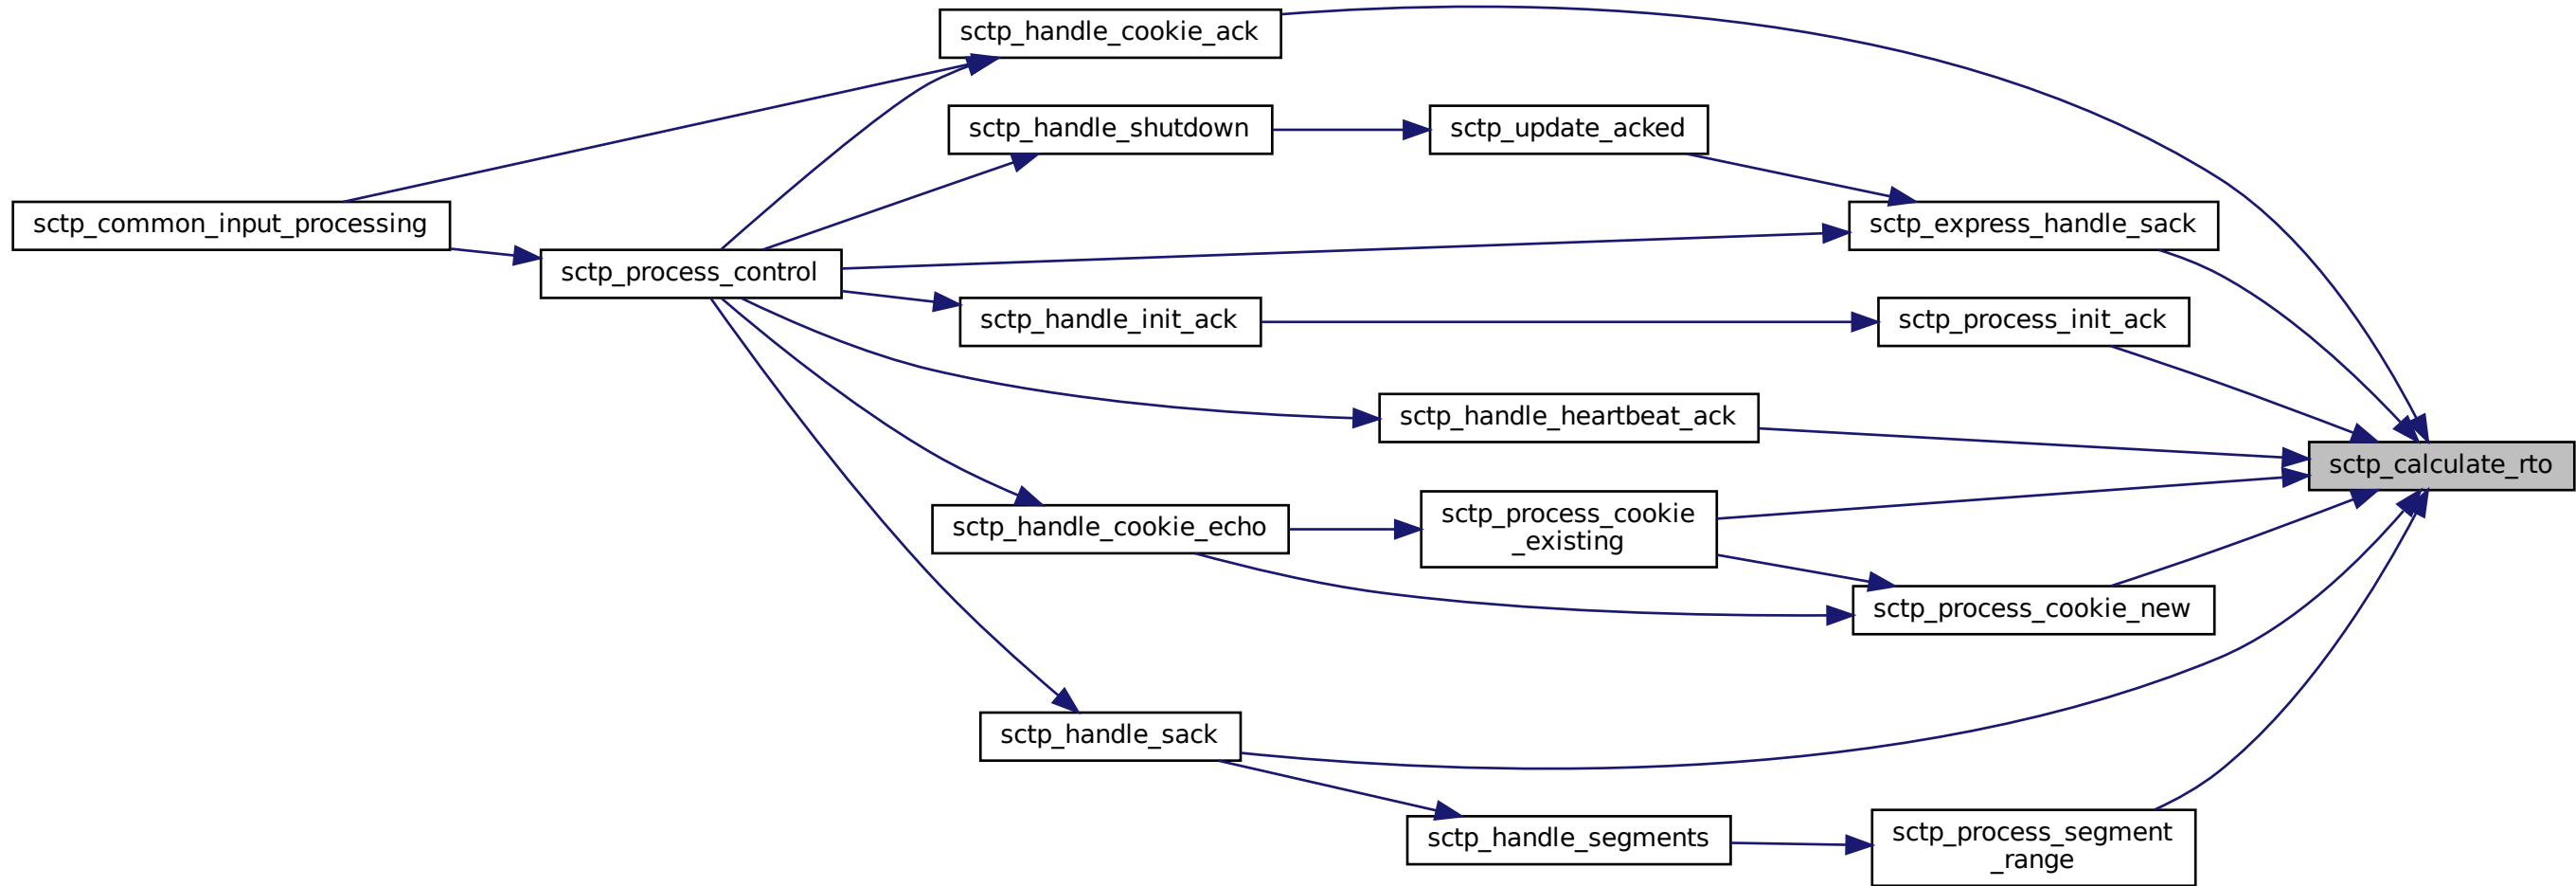 sctp_handle_cookie_ack
sctp_handle_shutdown
sctp_update_acked
sctp_common_input_processing
sctp_express_handle_sack
sctp_process_control
sctp_handle_init_ack
sctp_process_init_ack
sctp_handle_heartbeat_ack
sctp_calculate_rto
sctp_handle_cookie_echo
sctp_process_cookie
_existing
sctp_process_cookie_new
sctp_handle_sack
sctp_handle_segments
sctp_process_segment
_range